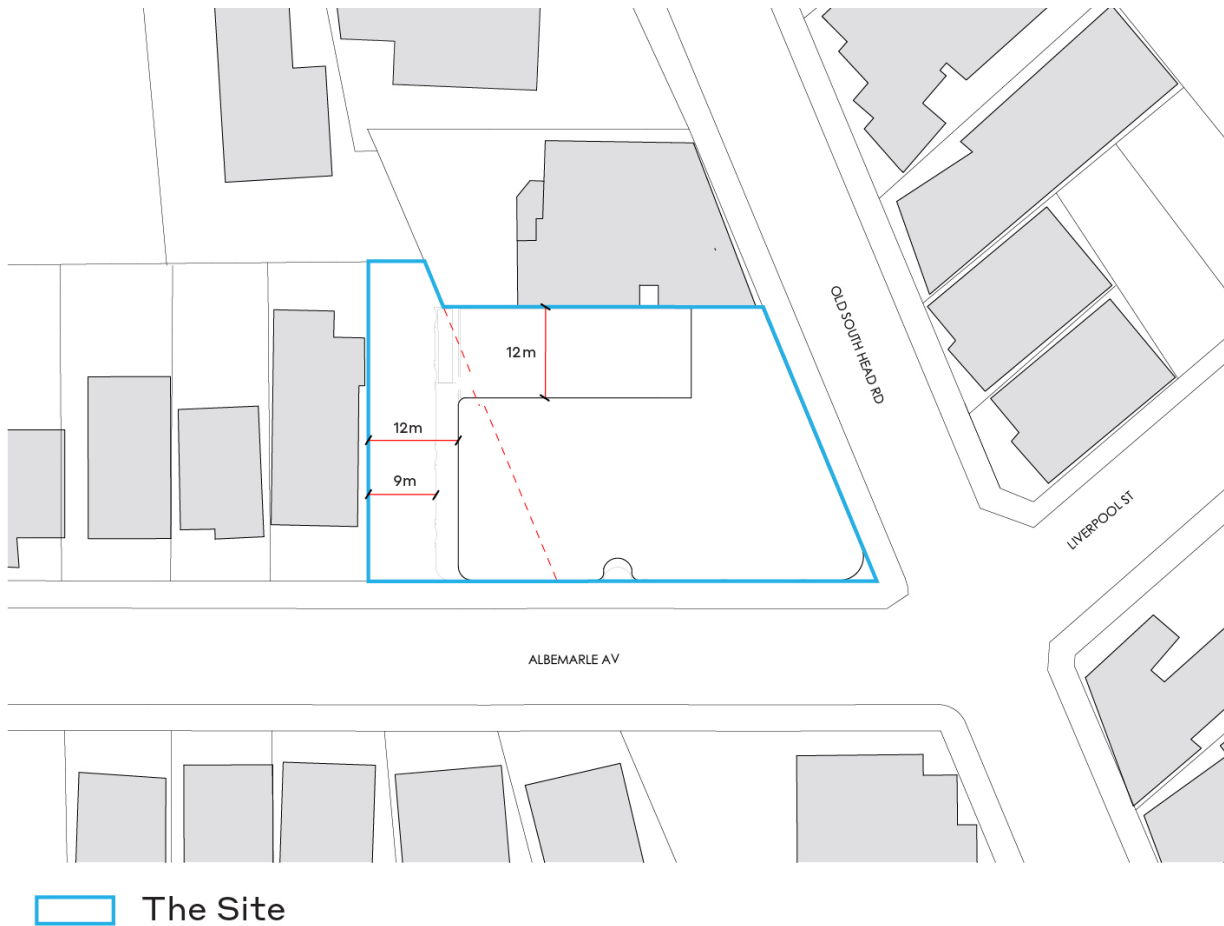 12m
OLD SOUTH HEAD RD
12m
9m
LIVERPOOL ST
ALBEMARLE AV
The Site